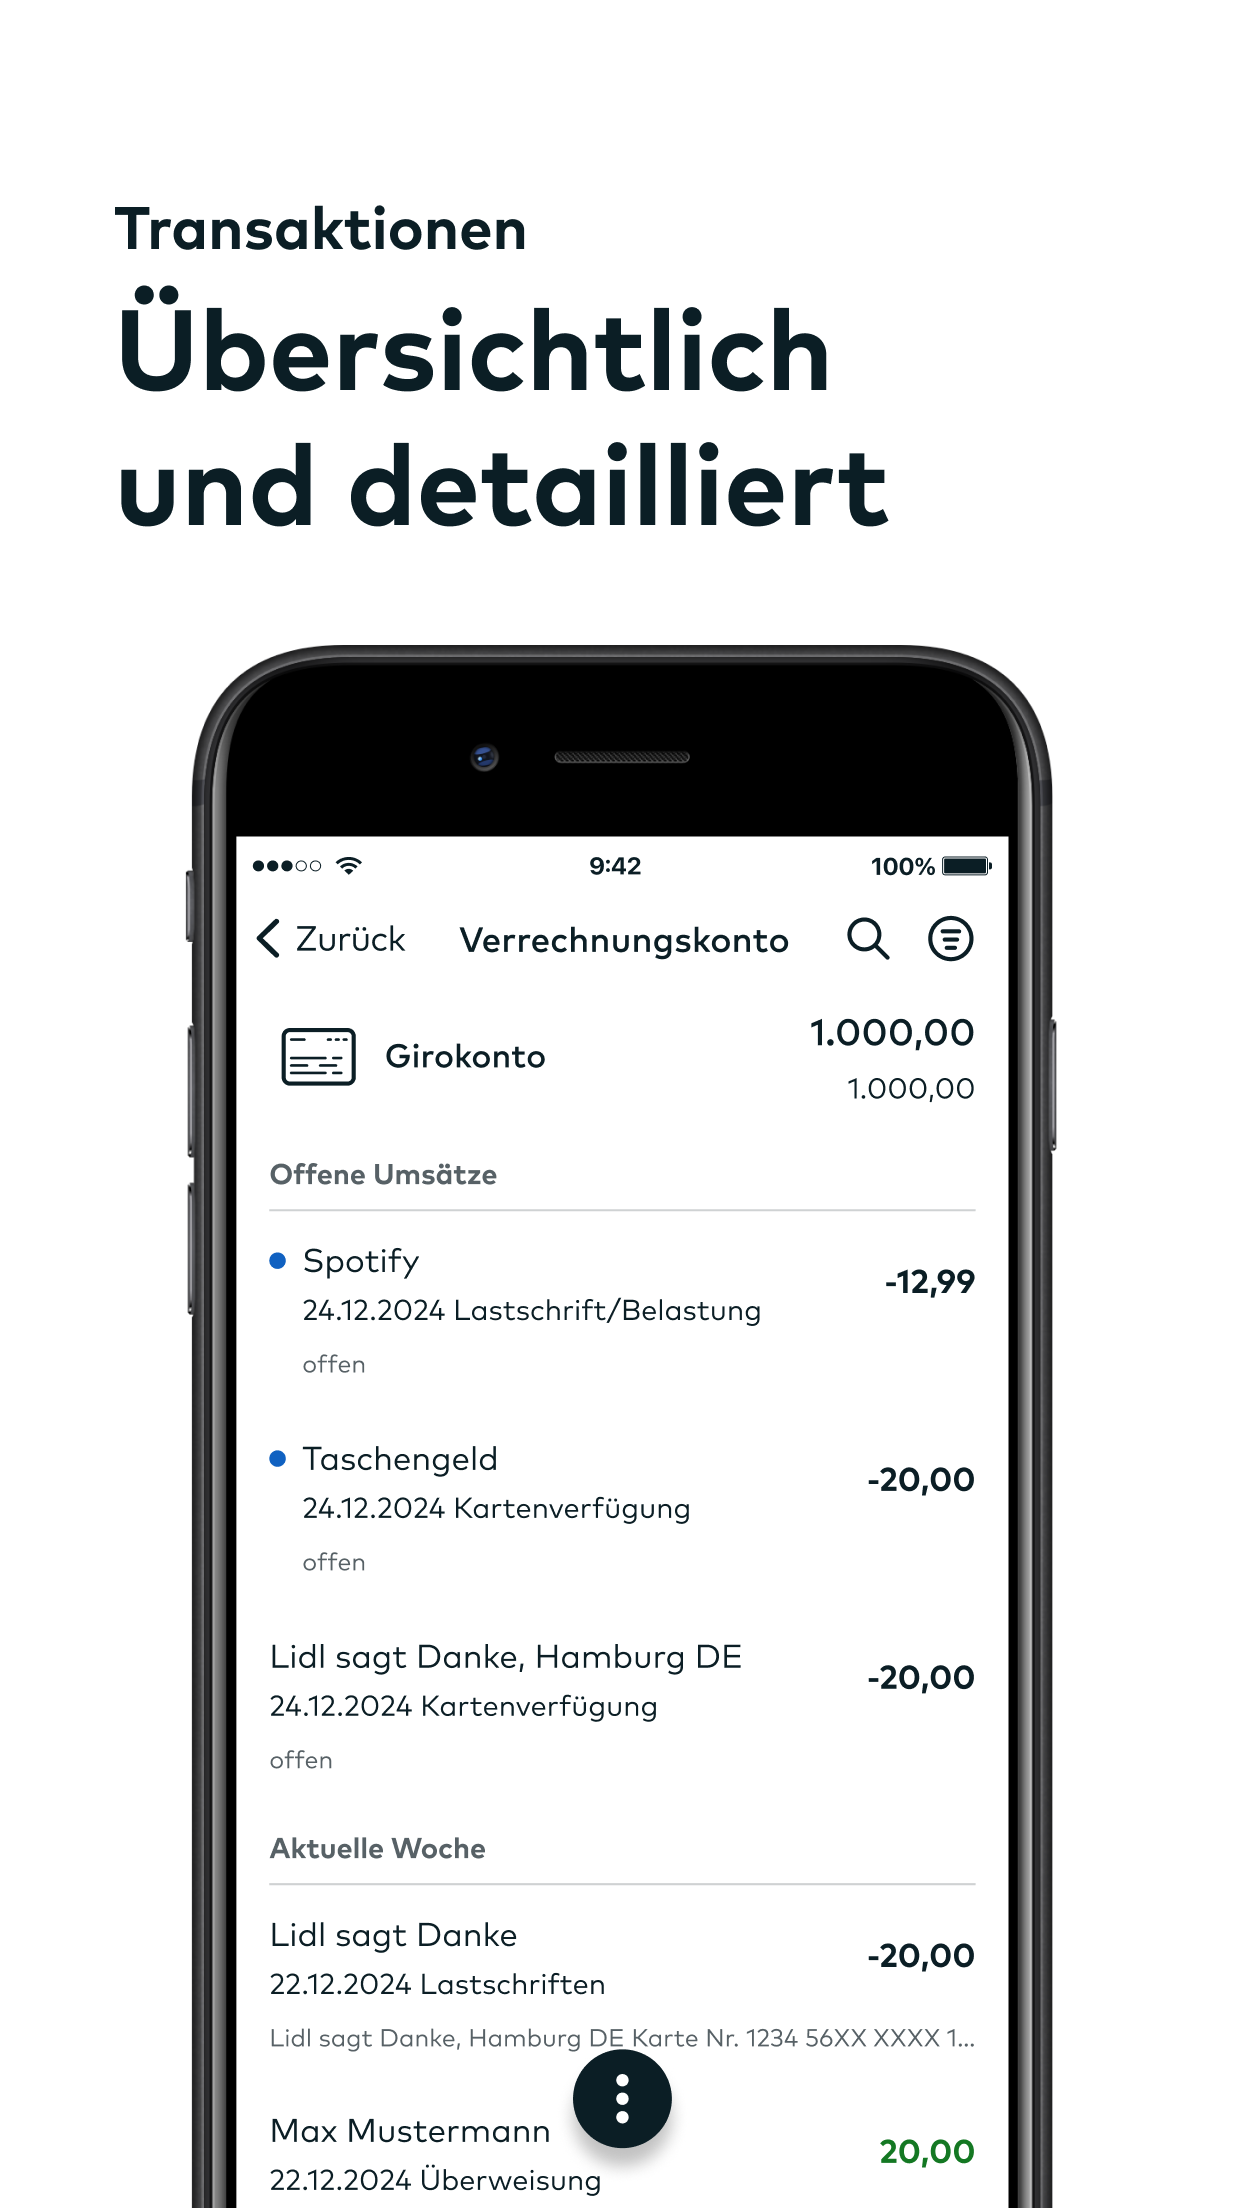 Transaktionen
Übersichtlich
und detailliert
9:42
100%
Zurück
Verrechnungskonto
Girokonto
1.000,00
1.000,00
Offene Umsätze
Spotify
-12,99
24.12.2024 Lastschrift/Belastung
offen
Taschengeld
-20,00
24.12.2024 Kartenverfügung
offen
Lidl sagt Danke, Hamburg DE
-20,00
24.12.2024 Kartenverfügung
offen
Aktuelle Woche
Lidl sagt Danke
-20,00
22.12.2024 Lastschriften
Lidl sagt Danke, Hamburg DE Karte Nr. 1234 56XX XXXX 1...
Max Mustermann
20,00
22.12.2024 Überweisung